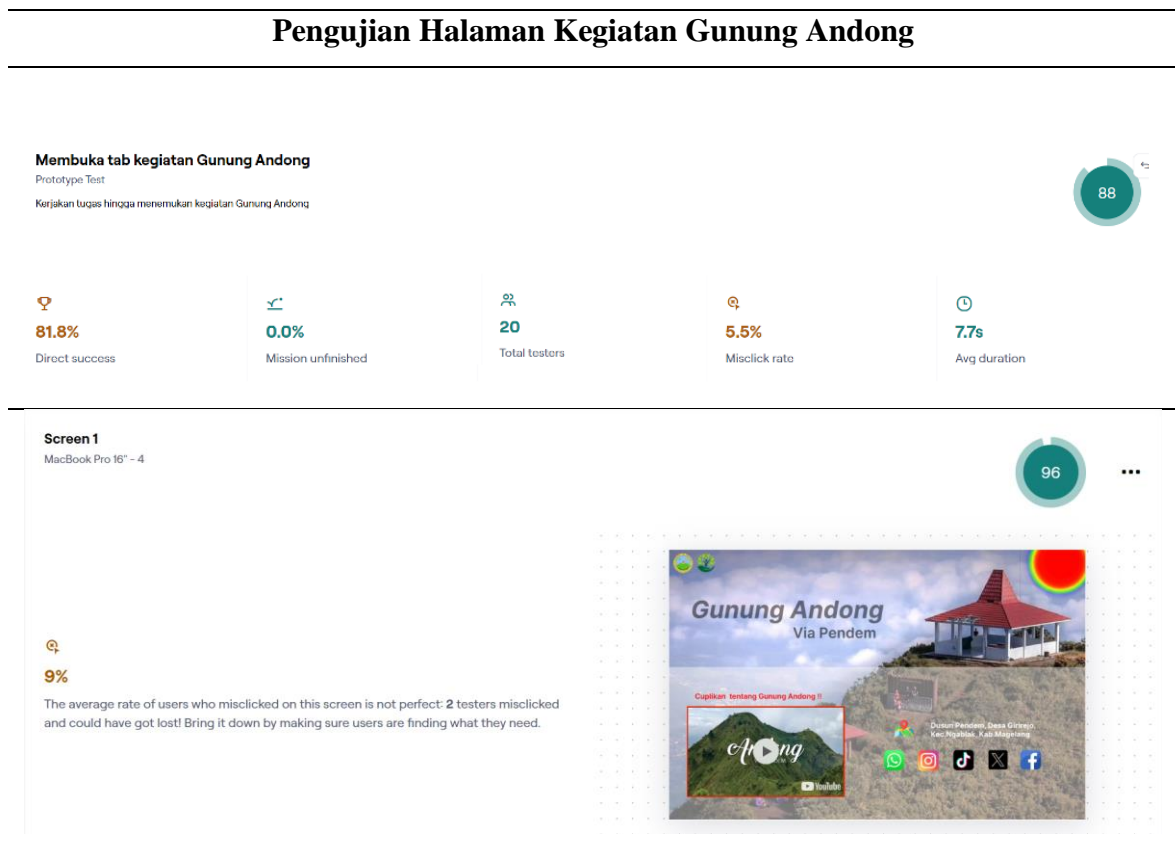 Pengujian Halaman Kegiatan Gunung Andong
Membuka tab kegiatan Gunung Andong
Prototype Test
Kerjakan tugas hingga menemukan kegiatan Gunung Andong
88
81.8%
Direct success
0.0%
Mission unfinished
20
Total testers
5.5%
Misclick rate
7.7s
Avg duration
Screen 1
MacBook Pro 16" - 4
96
9%
The average rate of users who misclicked on this screen is not perfect: 2 testers misclicked
and could have got lost! Bring it down by making sure users are finding what they need.
Gunung Andong
Via Pendem
Cuplikan tentang Gunung Andong !!
YouTube
Dusun Pendem, Desa Girirejo,
Kec.Ngablak, Kab.Magelang